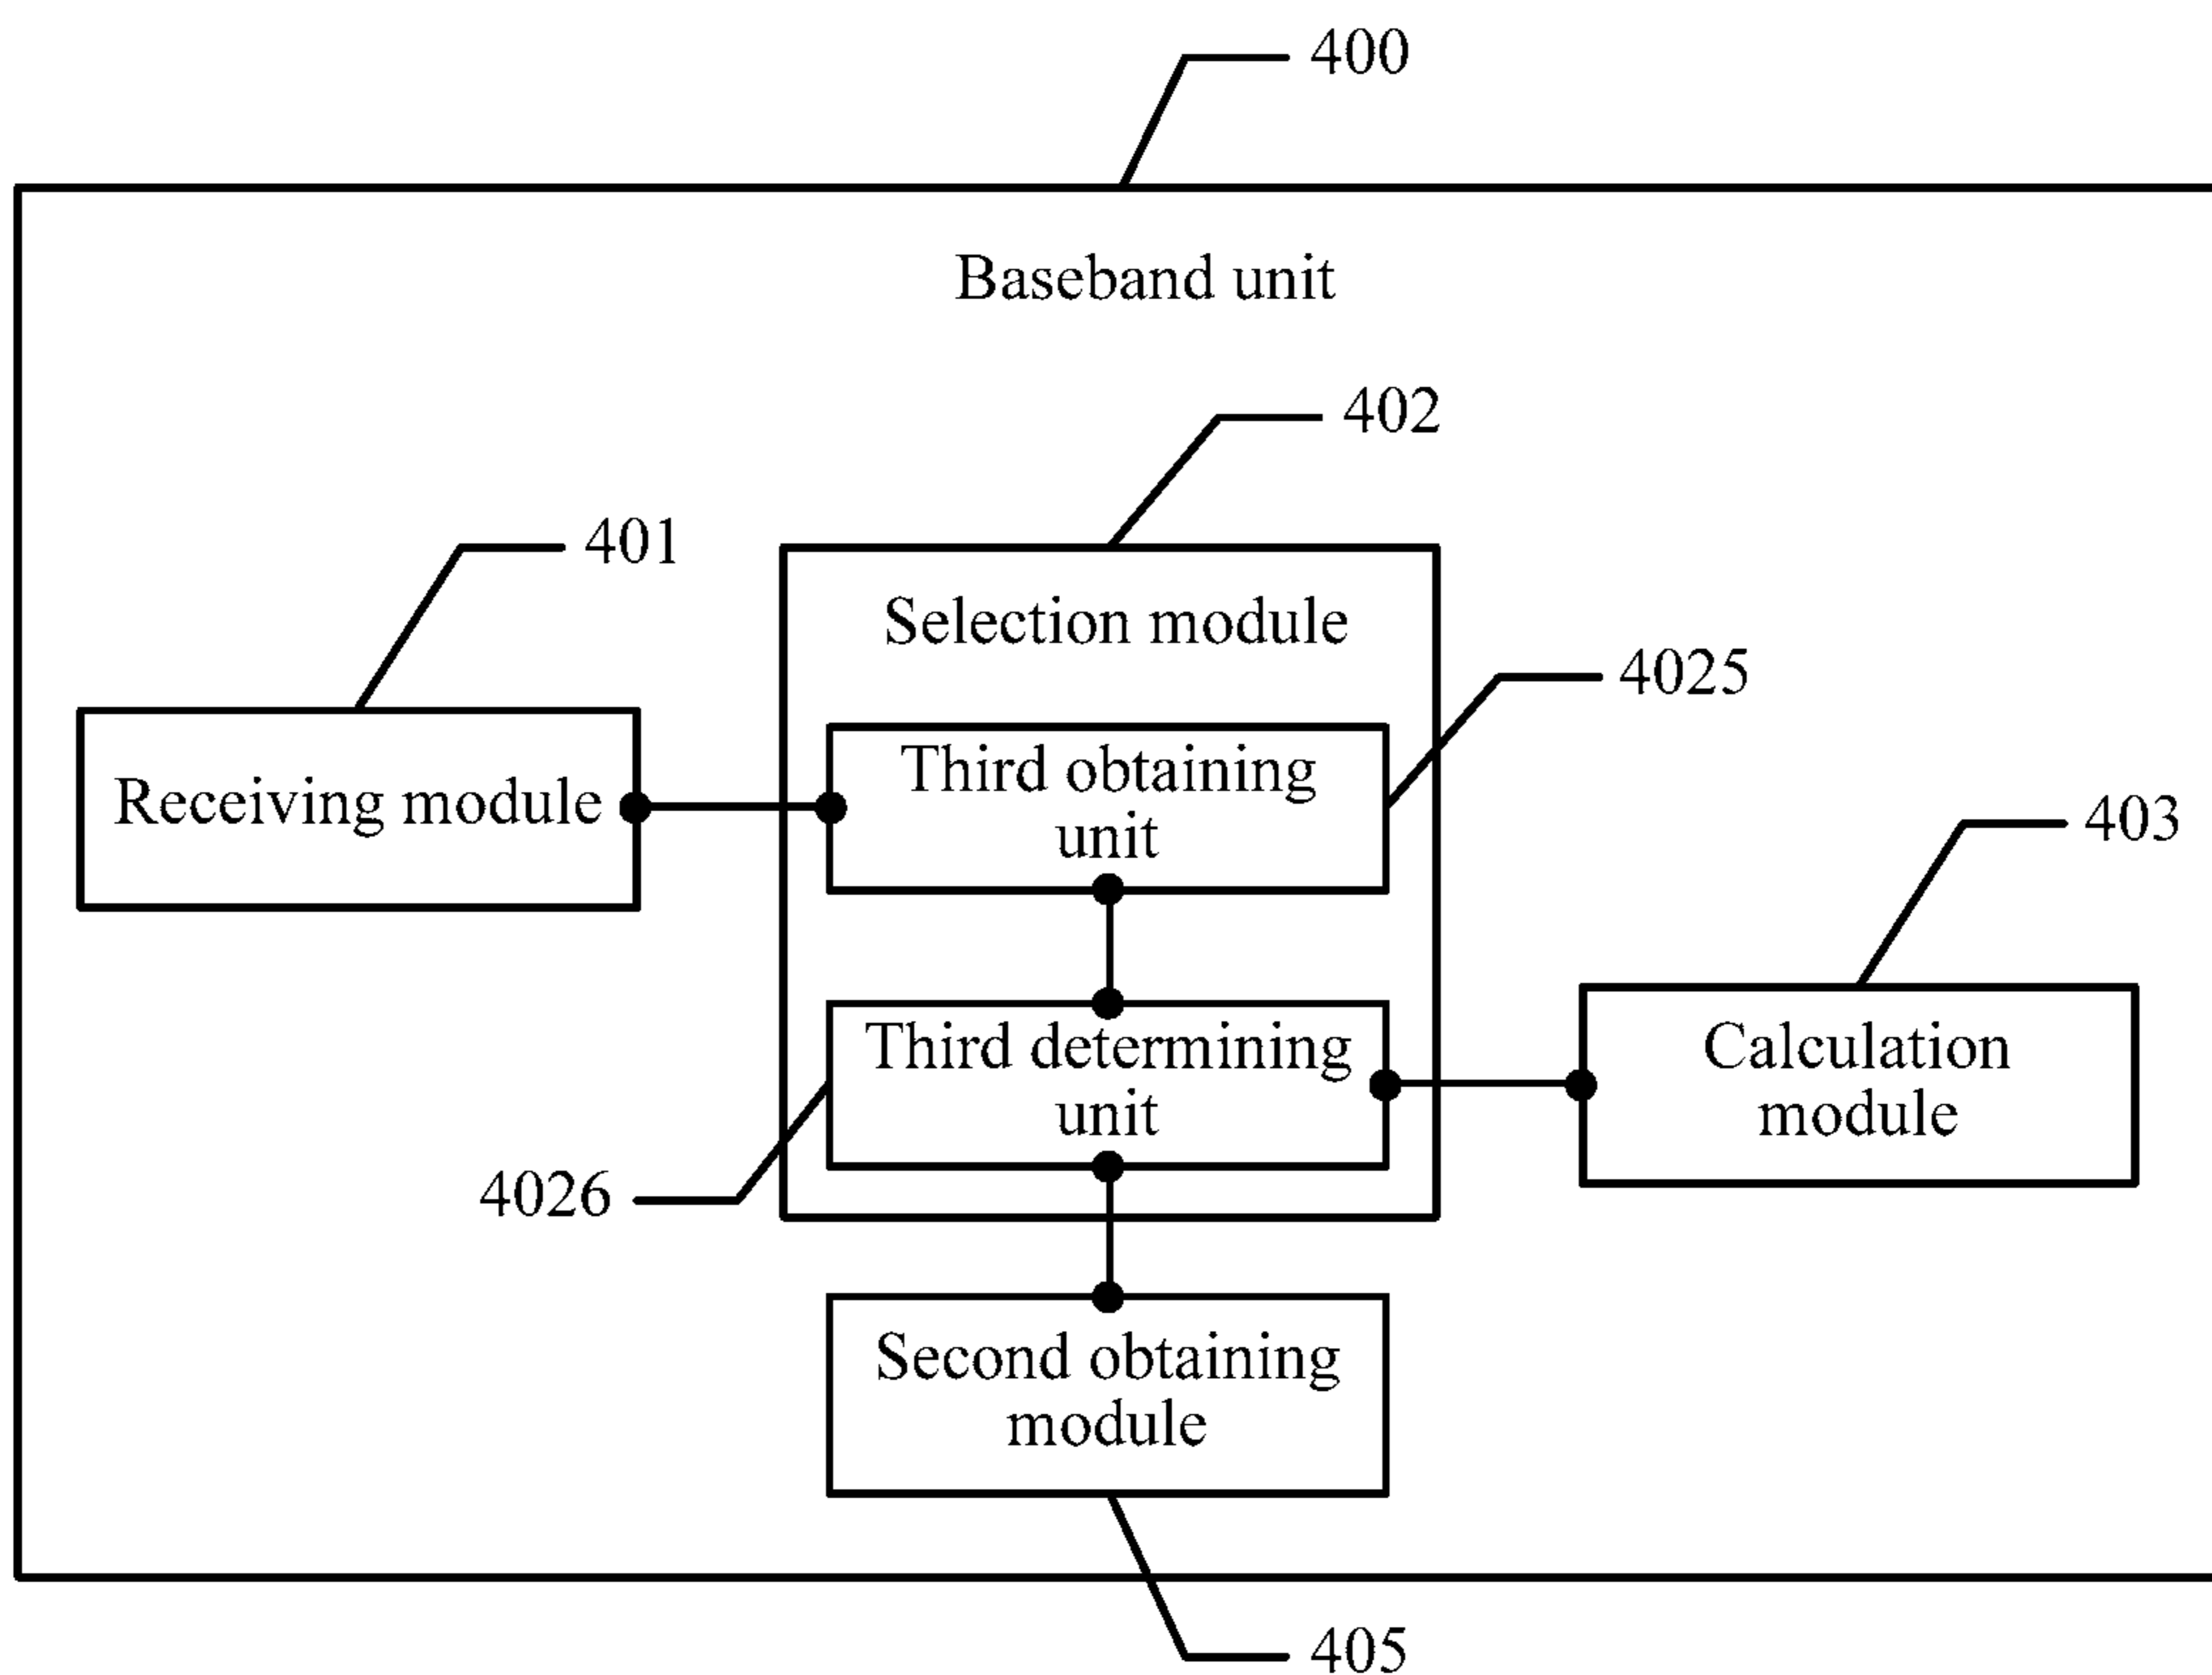 400
Baseband unit
402
401
Selection module
4025
Third obtaining
unit
Receiving module
403
Third determining
unit
Calculation
module
4026
Second obtaining
module
405